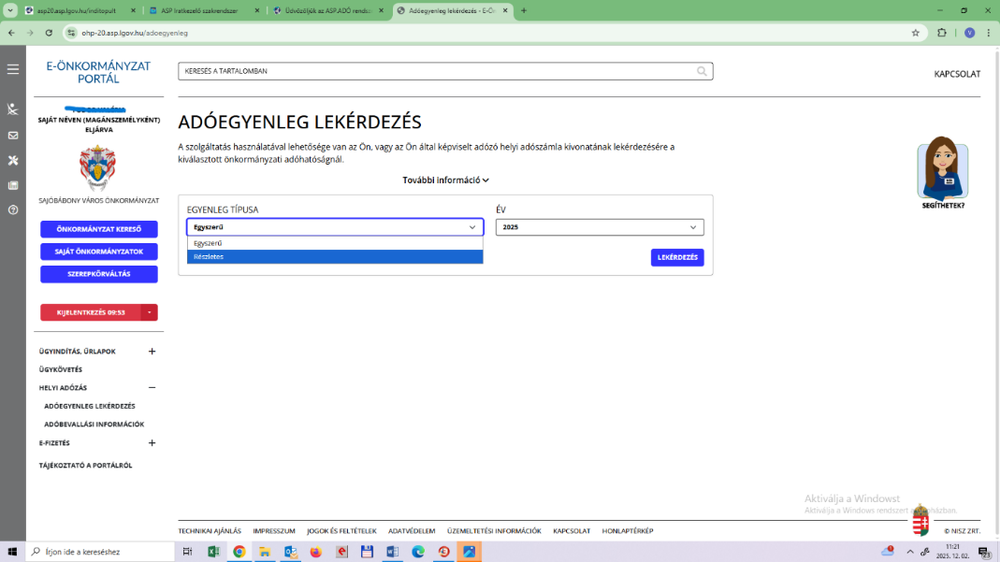 asp20.asp.lgov.hu/inditopult
ASP Iratkezelő szakrendszer
Üdvözöljük az ASP.ADÓ rendsz
Adóegyenleg lekérdezés - E-Ön
ohp-20.asp.lgov.hu/adoegyenleg
V
E-ÖNKORMÁNYZAT
PORTÁL
KERESÉS A TARTALOMBAN
KAPCSOLAT
SAJÁT NÉVEN (MAGÁNSZEMÉLYKÉNT)
ELJÁRVA
SAJÓBÁBONY VÁROS ÖNKORMÁNYZAT
ÖNKORMÁNYZAT KERESŐ
SAJÁT ÖNKORMÁNYZATOK
SZEREPKÖRVÁLTÁS
KIJELENTKEZÉS 09:53
ÜGYINDÍTÁS, ŰRLAPOK
ÜGYKÖVETÉS
HELYI ADÓZÁS
ADÓEGYENLEG LEKÉRDEZÉS
ADÓBEVALLÁSI INFORMÁCIÓK
E-FIZETÉS
TÁJÉKOZTATÓ A PORTÁLRÓL
ADÓEGYENLEG LEKÉRDEZÉS
A szolgáltatás használatával lehetősége van az Ön, vagy az Ön által képviselt adózó helyi adószámla kivonatának lekérdezésére a
kiválasztott önkormányzati adóhatóságnál.
További információ
EGYENLEG TÍPUSA
ÉV
Egyszerű
2025
Egyszerű
Részletes
LEKÉRDEZÉS
SEGÍTHETEK?
Aktiválja a Windowst
Aktiválja a Windows rendszert a
házban.
TECHNIKAI AJÁNLÁS
IMPRESSZUM
JOGOK ÉS FELTÉTELEK
ADATVÉDELEM
ÜZEMELTETÉSI INFORMÁCIÓK
KAPCSOLAT
HONLAPTÉRKÉP
© NISZ ZRT.
Írjon ide a kereséshez
11:21
2025. 12. 02.
23